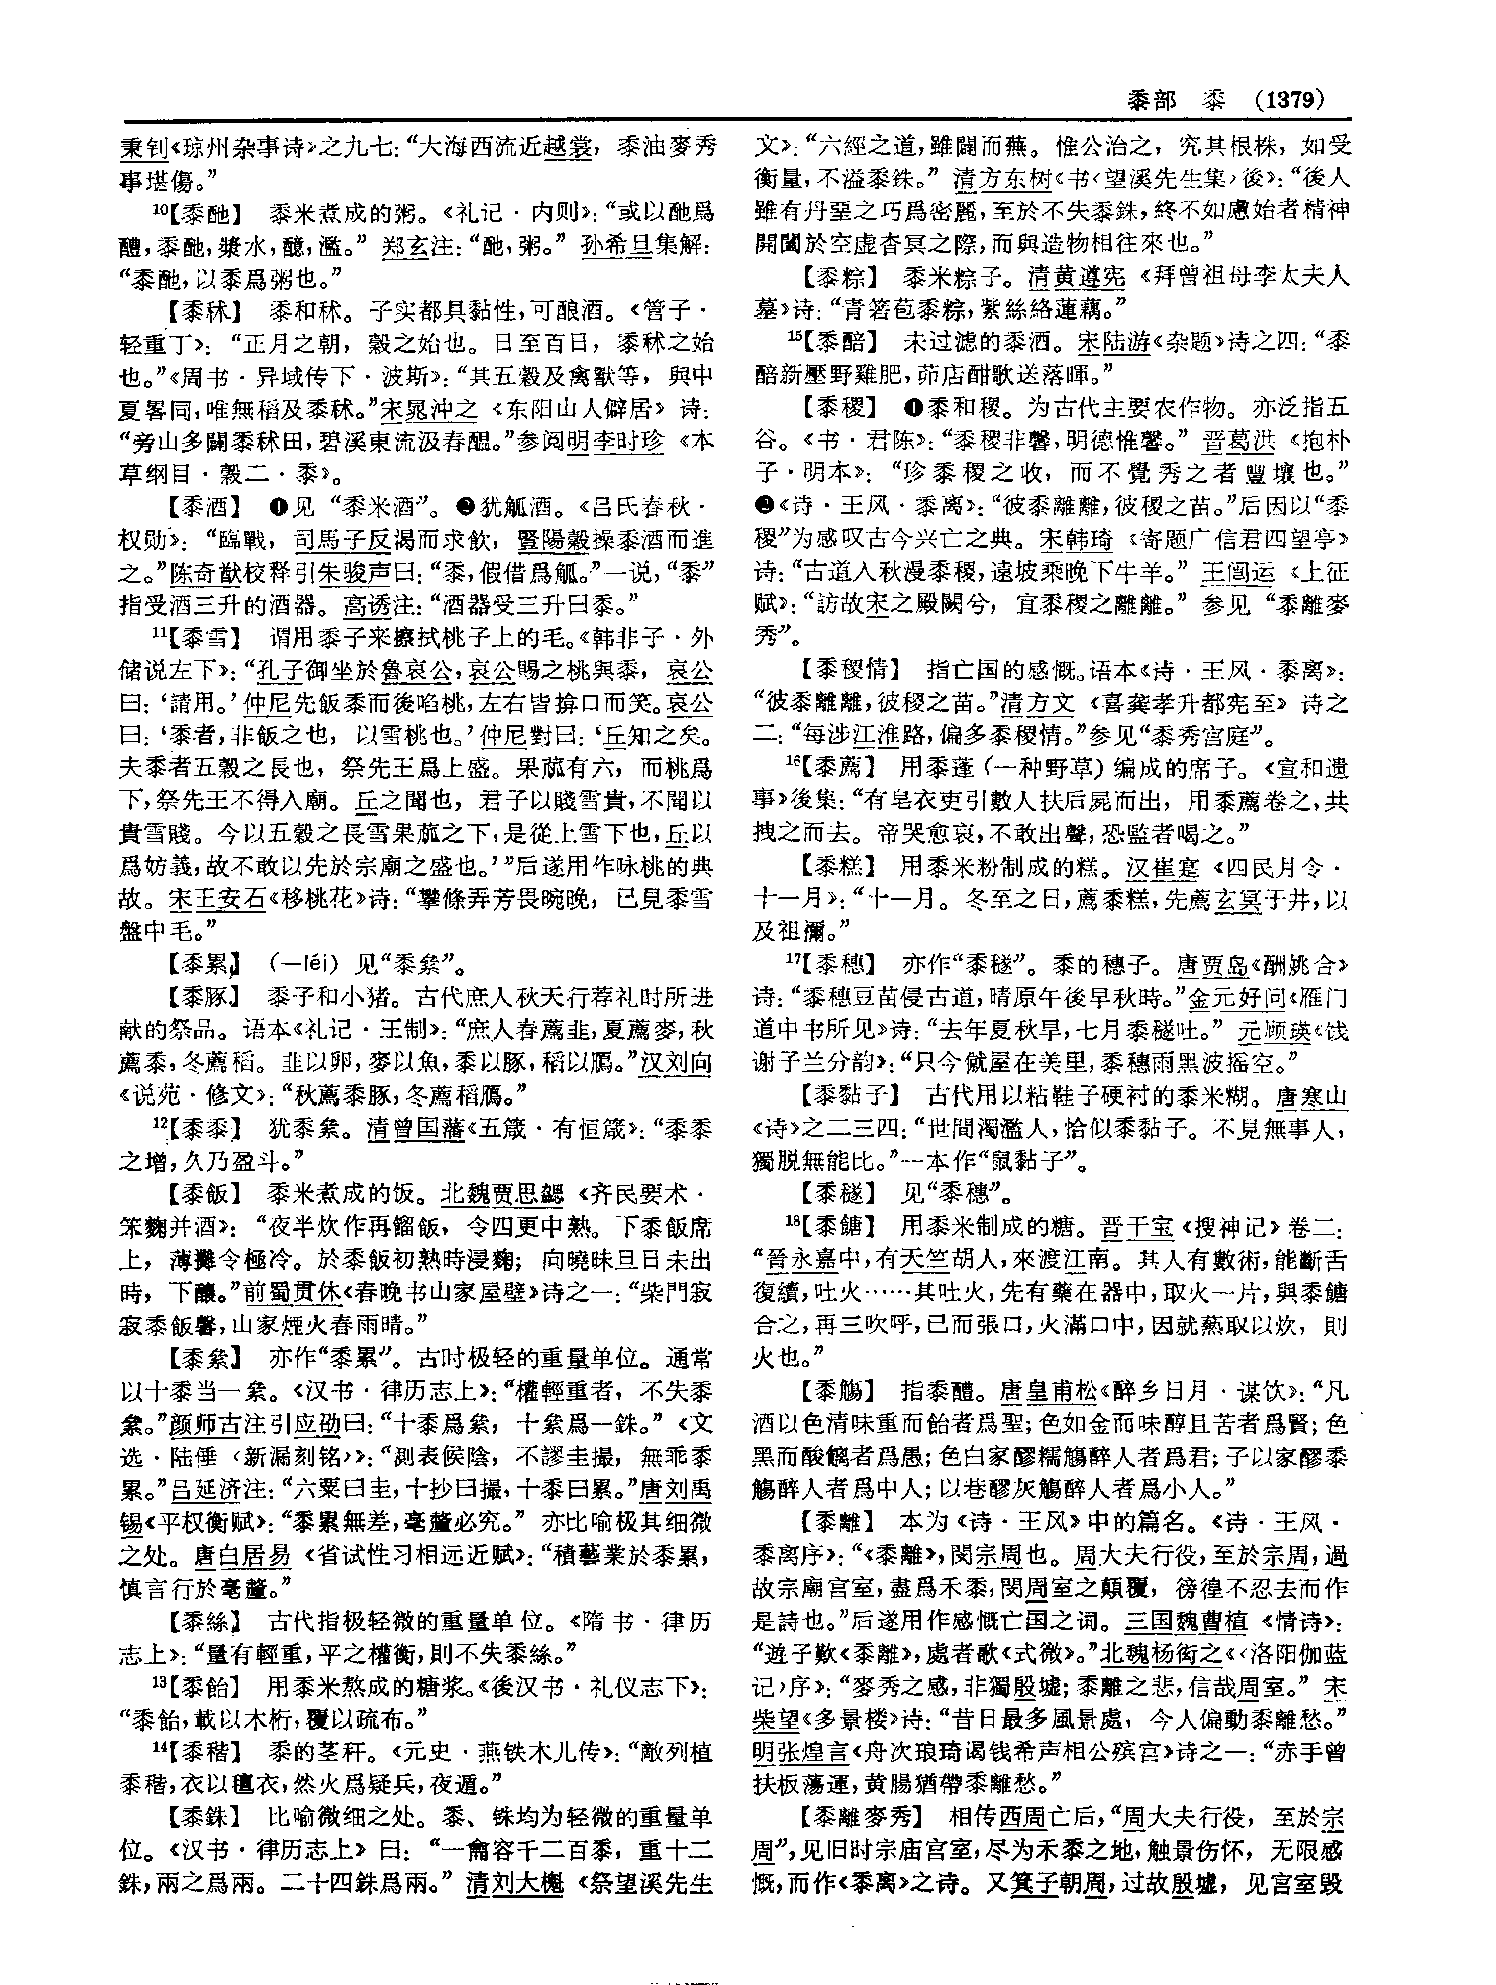 黍部　黍　（1379）
秉钊《琼州杂事诗》之九七：“大海西流近越裳，黍油麥秀
事堪傷。”
10【黍酏】　黍米煮成的粥。《礼记·内则》：“或以酏爲
醴，黍酏，漿水，醷，濫。”　郑玄注：“酏，粥。”　孙希旦集解：
“黍酏，以黍爲粥也。”
【黍秫】　黍和秫。子实都具黏性，可酿酒。《管子·
轻重丁》：“正月之朝，穀之始也。日至百日，黍秫之始
也。”《周书·异域传下·波斯》：“其五穀及禽獸等，與中
夏畧同，唯無稻及黍秫。”宋晁沖之《东阳山人僻居》诗：
“旁山多闢黍秫田，碧溪東流汲春醖。”参阅明李时珍《本
草纲目·穀二·黍》。
【黍酒】　❶见“黍米酒”。❷犹觚酒。《吕氏春秋·
权勋》：“臨戰，司馬子反渴而求飲，豎陽穀操黍酒而進
之。”陈奇猷校释引朱骏声曰：“黍，假借爲觚。”一说，“黍”
指受酒三升的酒器。高诱注：“酒器受三升曰黍。”
11【黍雪】　谓用黍子来擦拭桃子上的毛。《韩非子·外
储说左下》：“孔子御坐於魯哀公，哀公賜之桃與黍，哀公
曰：‘請用。’仲尼先飯黍而後啗桃，左右皆揜口而笑。哀公
曰：‘黍者，非飯之也，以雪桃也。’仲尼對曰：‘丘知之矣。
夫黍者五穀之長也，祭先王爲上盛。果蓏有六，而桃爲
下，祭先王不得入廟。丘之聞也，君子以賤雪貴，不聞以
貴雪賤。今以五穀之長雪果蓏之下，是從上雪下也，丘以
爲妨義，故不敢以先於宗廟之盛也。’”后遂用作咏桃的典
故。宋王安石《移桃花》诗：“攀條弄芳畏晼晚，已見黍雪
盤中毛。”
【黍累】　（—léi）见“黍絫”。
【黍豚】　黍子和小猪。古代庶人秋天行荐礼时所进
献的祭品。语本《礼记·王制》：“庶人春薦韭，夏薦麥，秋
薦黍，冬薦稻。韭以卵，麥以魚，黍以豚，稻以鴈。”汉刘向
《说苑·修文》：“秋薦黍豚，冬薦稻鴈。”
12【黍黍】　犹黍絫。清曾国藩《五箴·有恒箴》：“黍黍
之增，久乃盈斗。”
【黍飯】　黍米煮成的饭。北魏贾思勰《齐民要术·
笨麴并酒》：“夜半炊作再餾飯，令四更中熟。下黍飯席
上，薄攤令極冷。於黍飯初熟時浸麴；向曉昧旦日未出
時，下釀。”前蜀贯休《春晚书山家屋壁》诗之一：“柴門寂
寂黍飯馨，山家煙火春雨晴。”
【黍絫】　亦作“黍累”。古时极轻的重量单位。通常
以十黍当一絫。《汉书·律历志上》：“權輕重者，不失黍
絫。”颜师古注引应劭曰：“十黍爲絫，十絫爲一銖。”《文
选·陆倕〈新漏刻铭〉》：“測表候陰，不謬圭撮，無乖黍
累。”吕延济注：“六粟曰圭，十抄曰撮，十黍曰累。”唐刘禹
锡《平权衡赋》：“黍累無差，毫釐必究。”亦比喻极其细微
之处。唐白居易《省试性习相远近赋》：“積藝業於黍累，
慎言行於毫釐。”
【黍絲】　古代指极轻微的重量单位。《隋书·律历
志上》：“量有輕重，平之權衡，則不失黍絲。”
13【黍飴】　用黍米熬成的糖浆。《後汉书·礼仪志下》：
“黍飴，載以木桁，覆以疏布。”
14【黍稭】　黍的茎秆。《元史·燕铁木儿传》：“敵列植
黍稭，衣以氊衣，然火爲疑兵，夜遁。”
【黍銖】　比喻微细之处。黍、铢均为轻微的重量单
位。《汉书·律历志上》曰：“一龠容千二百黍，重十二
銖，兩之爲兩。二十四銖爲兩。”清刘大櫆《祭望溪先生
文》：“六經之道，雖闢而蕪。惟公治之，究其根株，如受
衡量，不溢黍銖。”　清方东树《书〈望溪先生集〉後》：“後人
雖有丹堊之巧爲密麗，至於不失黍銖，終不如慮始者精神
開闔於空虚杳冥之際，而與造物相往來也。”
【黍粽】　黍米粽子。清黄遵宪《拜曾祖母李太夫人
墓》诗：“青箬苞黍粽，紫絲絡蓮藕。”
15【黍醅】　未过滤的黍酒。宋陆游《杂题》诗之四：“黍
醅新壓野雞肥，茆店酣歌送落暉。”
【黍稷】　❶黍和稷。为古代主要农作物。亦泛指五
谷。《书·君陈》：“黍稷非馨，明德惟馨。”晋葛洪《抱朴
子·明本》：“珍黍稷之收，而不覺秀之者豐壤也。”
❷《诗·王风·黍离》：“彼黍離離，彼稷之苗。”后因以“黍
稷”为感叹古今兴亡之典。宋韩琦《寄题广信君四望亭》
诗：“古道入秋漫黍稷，遠坡乘晚下牛羊。”王闿运《上征
赋》：“訪故宋之殿闕兮，宜黍稷之離離。”参见“黍離麥
秀”。
【黍稷情】　指亡国的感慨。语本《诗·王风·黍离》：
“彼黍離離，彼稷之苗。”清方文《喜龚孝升都宪至》诗之
二：“每涉江淮路，偏多黍稷情。”参见“黍秀宫庭”。
16【黍薦】　用黍蓬（一种野草）编成的席子。《宣和遗
事》後集：“有皂衣吏引數人扶后屍而出，用黍薦卷之，共
拽之而去。帝哭愈哀，不敢出聲，恐監者喝之。”
【黍糕】　用黍米粉制成的糕。汉崔寔《四民月令·
十一月》：“十一月。冬至之日，薦黍糕，先薦玄冥于井，以
及祖禰。”
17【黍穗】　亦作“黍䆃”。黍的穗子。唐贾岛《酬姚合》
诗：“黍穗豆苗侵古道，晴原午後早秋時。”金元好问《雁门
道中书所见》诗：“去年夏秋旱，七月黍穟吐。”元顾瑛《饯
谢子兰分韵》：“只今僦屋在美里，黍穗雨黑波摇空。”
【黍黏子】　古代用以粘鞋子硬衬的黍米糊。唐寒山
《诗》之二三四：“世間濁濫人，恰似黍黏子。不見無事人，
獨脱無能比。”一本作“鼠黏子”。
【黍穟】　见“黍穗”。
18【黍餹】　用黍米制成的糖。晋干宝《搜神记》卷二：
“晉永嘉中，有天竺胡人，來渡江南。其人有數術，能斷舌
復續，吐火……其吐火，先有藥在器中，取火一片，與黍餹
合之，再三吹呼，已而張口，火滿口中，因就爇取以炊，則
火也。”
【黍觴】　指黍醴。唐皇甫松《醉乡日月·谋饮》：“凡
酒以色清味重而飴者爲聖；色如金而味醇且苦者爲賢；色
黑而酸醨者爲愚；色白家醪糯觴醉人者爲君；子以家醪黍
觴醉人者爲中人；以巷醪灰觴醉人者爲小人。”
【黍離】　本为《诗·王风》中的篇名。《诗·王风·
黍离序》：“《黍離》，閔宗周也。周大夫行役，至於宗周，過
故宗廟宫室，盡爲禾黍，閔周室之顛覆，徬徨不忍去而作
是詩也。”后遂用作感慨亡国之词。三国魏曹植《情诗》：
“遊子歎《黍離》，處者歌《式微》。”北魏杨衒之《〈洛阳伽蓝
记〉序》：“麥秀之感，非獨殷墟；黍離之悲，信哉周室。”宋
柴望《多景楼》诗：“昔日最多風景處，今人偏動黍離愁。”
明张煌言《舟次琅琦谒钱希声相公殡宫》诗之一：“赤手曾
扶板蕩運，黄腸猶帶黍離愁。”
【黍離麥秀】　相传西周亡后，“周大夫行役，至於宗
周”，见旧时宗庙宫室，尽为禾黍之地，触景伤怀，无限感
慨，而作《黍离》之诗。又箕子朝周，过故殷墟，见宫室毁